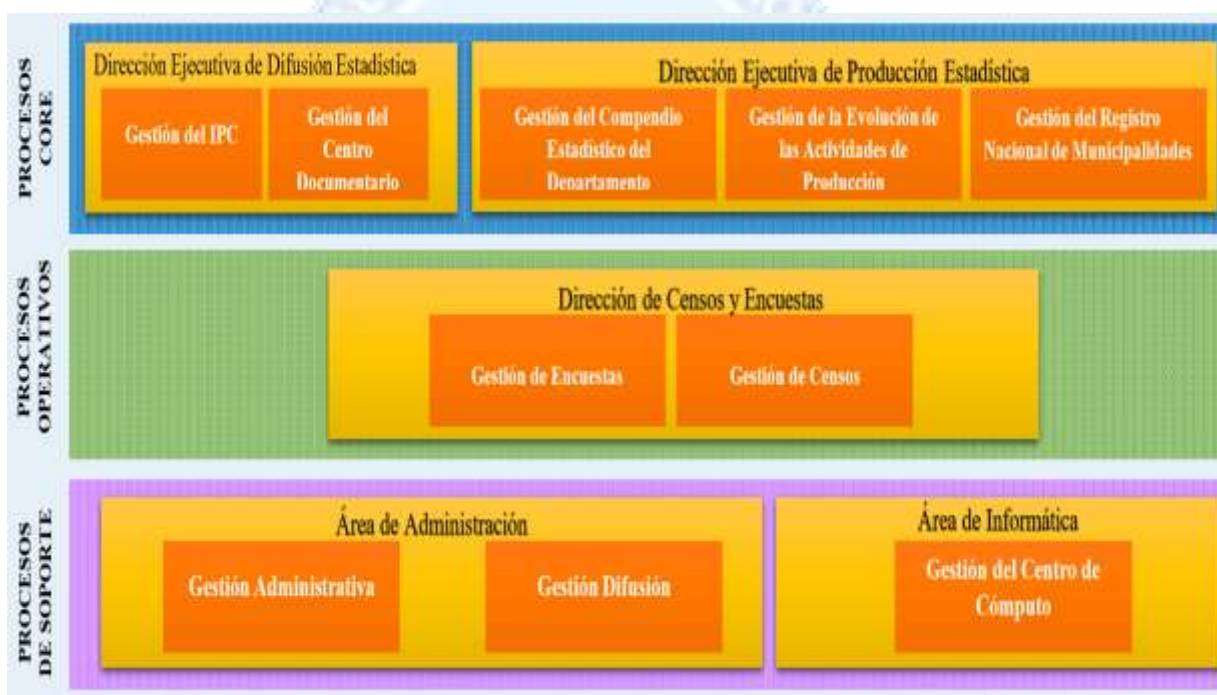 PROCESOS
CORE
Dirección Ejecutiva de Difusión Estadística
Gestión del IPC
Gestión del
Centro
Documentario
Dirección Ejecutiva de Producción Estadística
Gestión del Compendio
Estadístico del
Denartamento
Gestión de la Evolución de
las Actividades de
Producción
Gestión del Registro
Nacional de Municipalidades
PROCESOS
OPERATIVOS
Dirección de Censos y Encuestas
Gestión de Encuestas
Gestión de Censos
PROCESOS
DE SOPORTE
Área de Administración
Gestión Administrativa
Gestión Difusión
Área de Informática
Gestión del Centro de
Cómputo